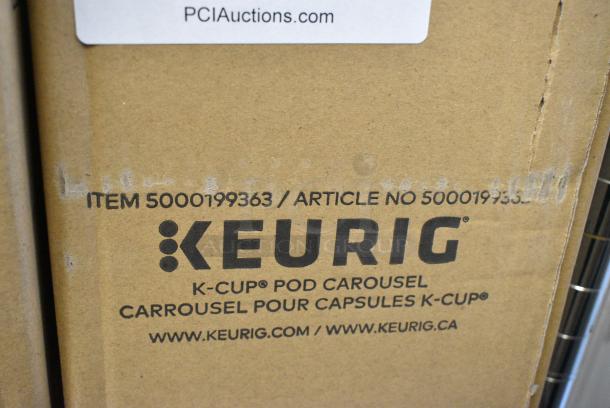 PCIAuctions.com
ITEM 5000199363 / ARTICLE NO
KEURIG
K-CUP® POD CAROUSEL
CARROUSEL POUR CAPSULES K-CUP®
WWW.KEURIG.COM / WWW.KEURIG.CA